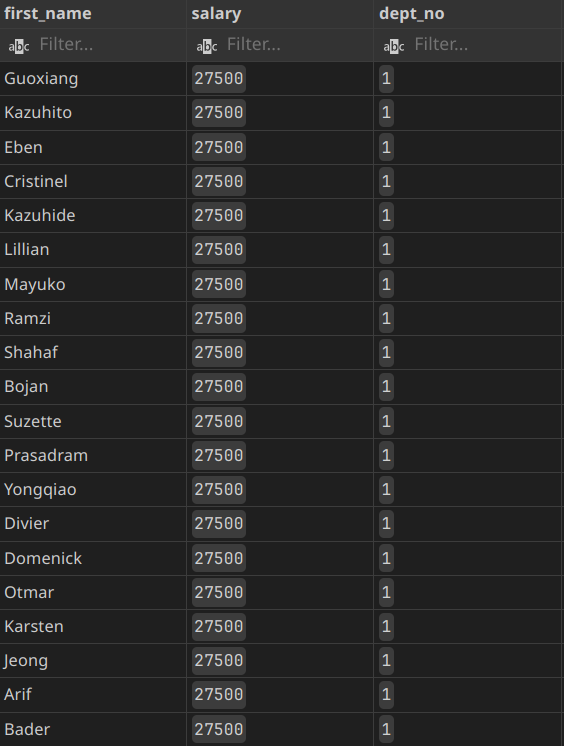 first_name salary dept_no
abc Filter... abc Filter... abc Filter...
Guoxiang 27500 1
Kazuhito 27500 1
Eben 27500 1
Cristinel 27500 1
Kazuhide 27500 1
Lillian 27500 1
Mayuko 27500 1
Ramzi 27500 1
Shahaf 27500 1
Bojan 27500 1
Suzette 27500 1
Prasadram 27500 1
Yongqiao 27500 1
Divier 27500 1
Domenick 27500 1
Otmar 27500 1
Karsten 27500 1
Jeong 27500 1
Arif 27500 1
Bader 27500 1